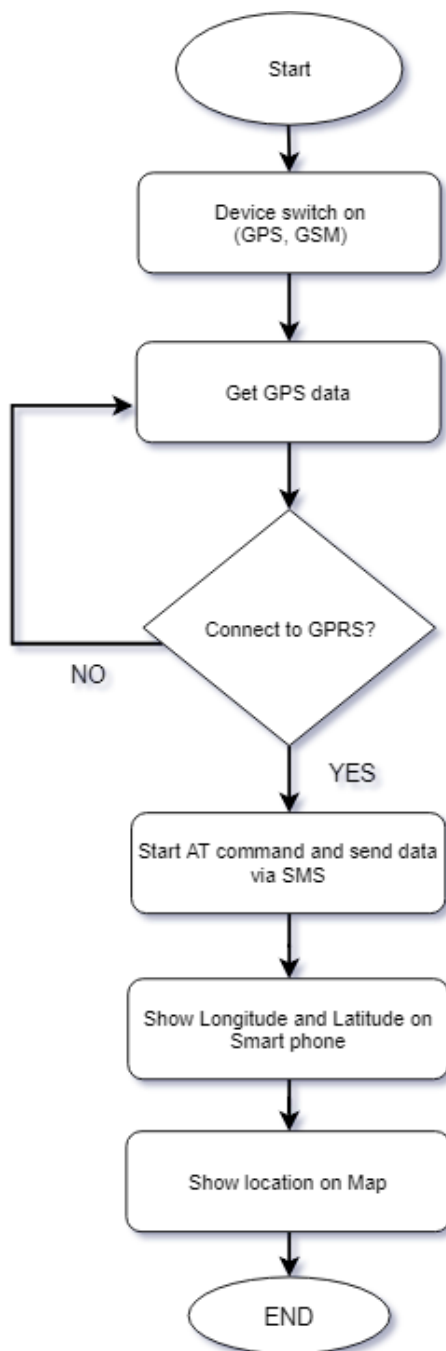 Start
Device switch on
(GPS, GSM)
Get GPS data
Connect to GPRS?
NO
YES
Start AT command and send data
via SMS
Show Longitude and Latitude on
Smart phone
Show location on Map
END